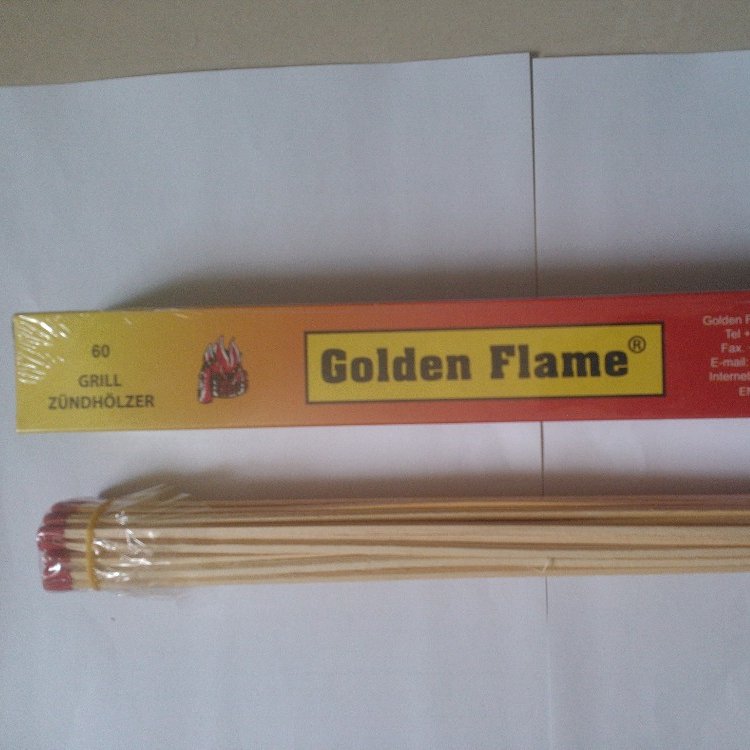 60
GRILL
ZÜNDHÖLZER
Golden Flame®
Golden
Tel
Fax.
E-mail:
Internet